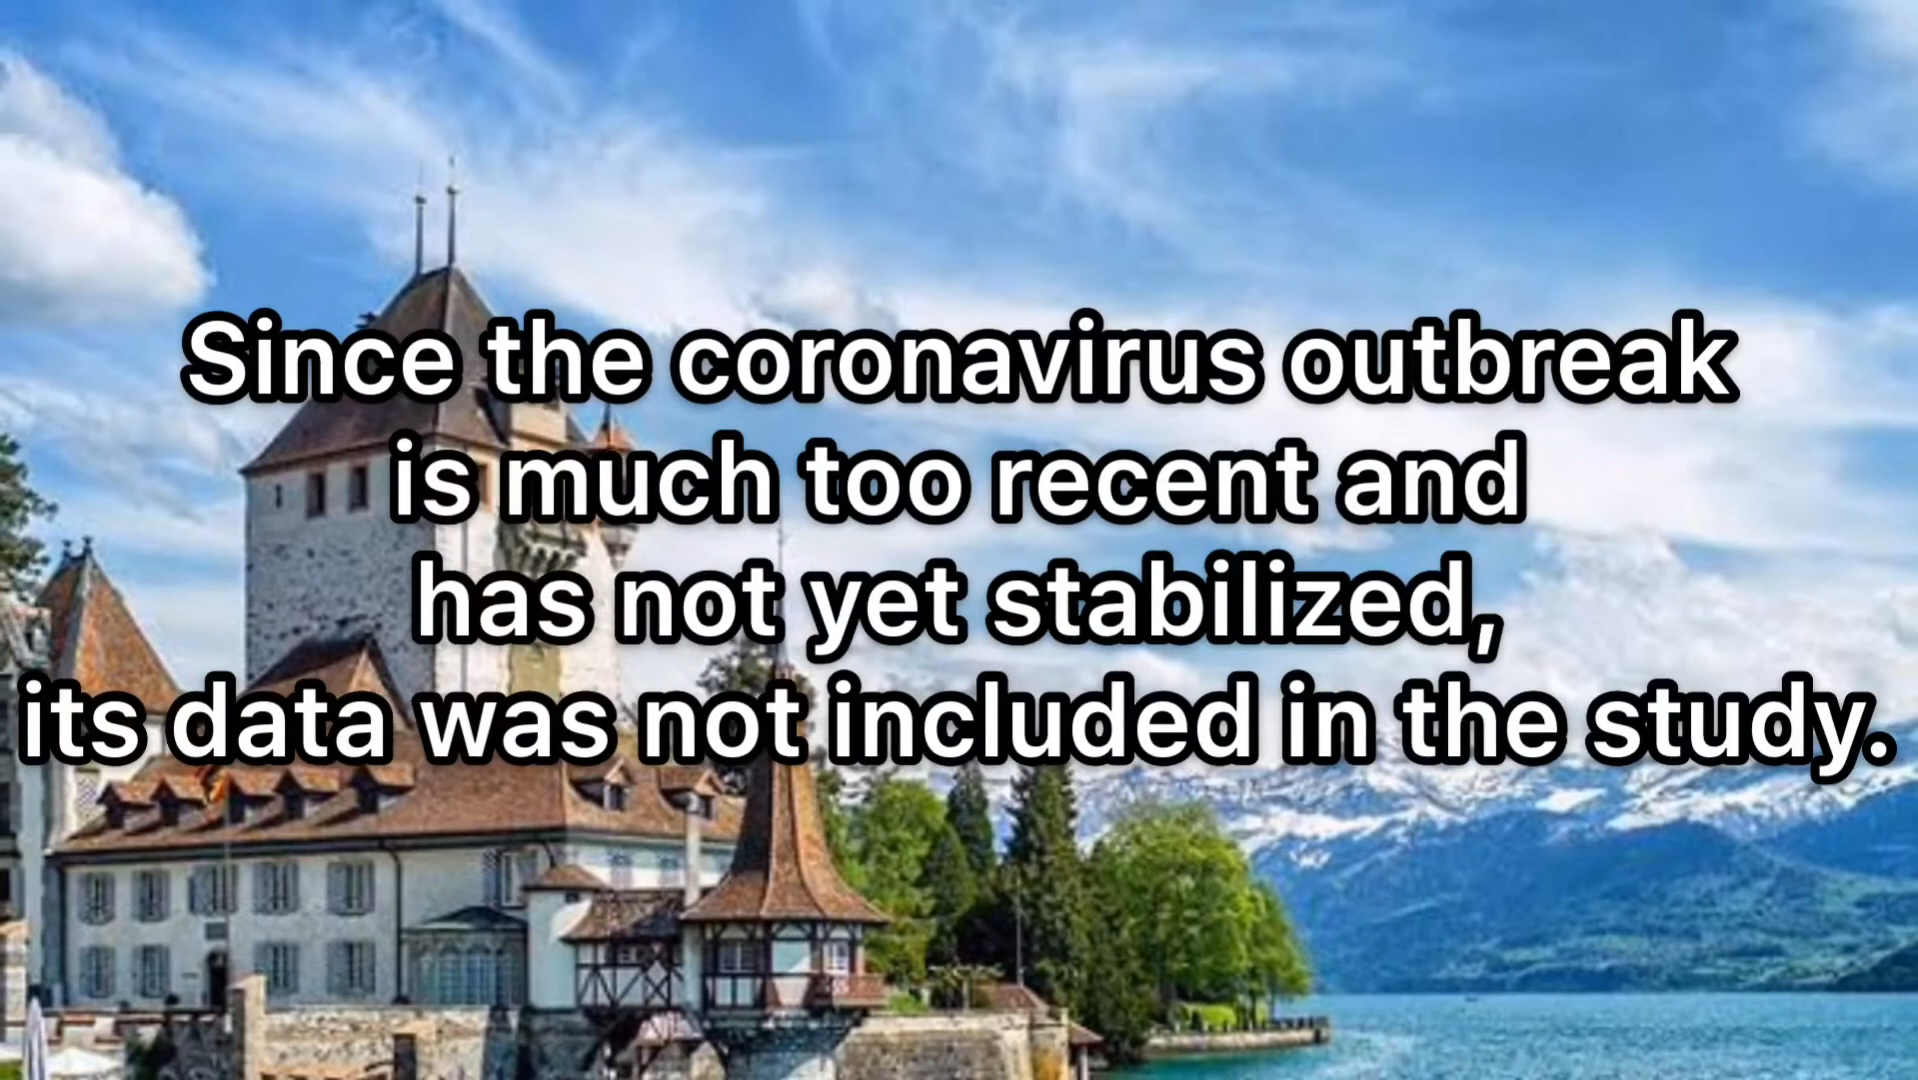 Since the coronavirus outbreak
is much too recent and
has not yet stabilized,
its data was not included in the study.